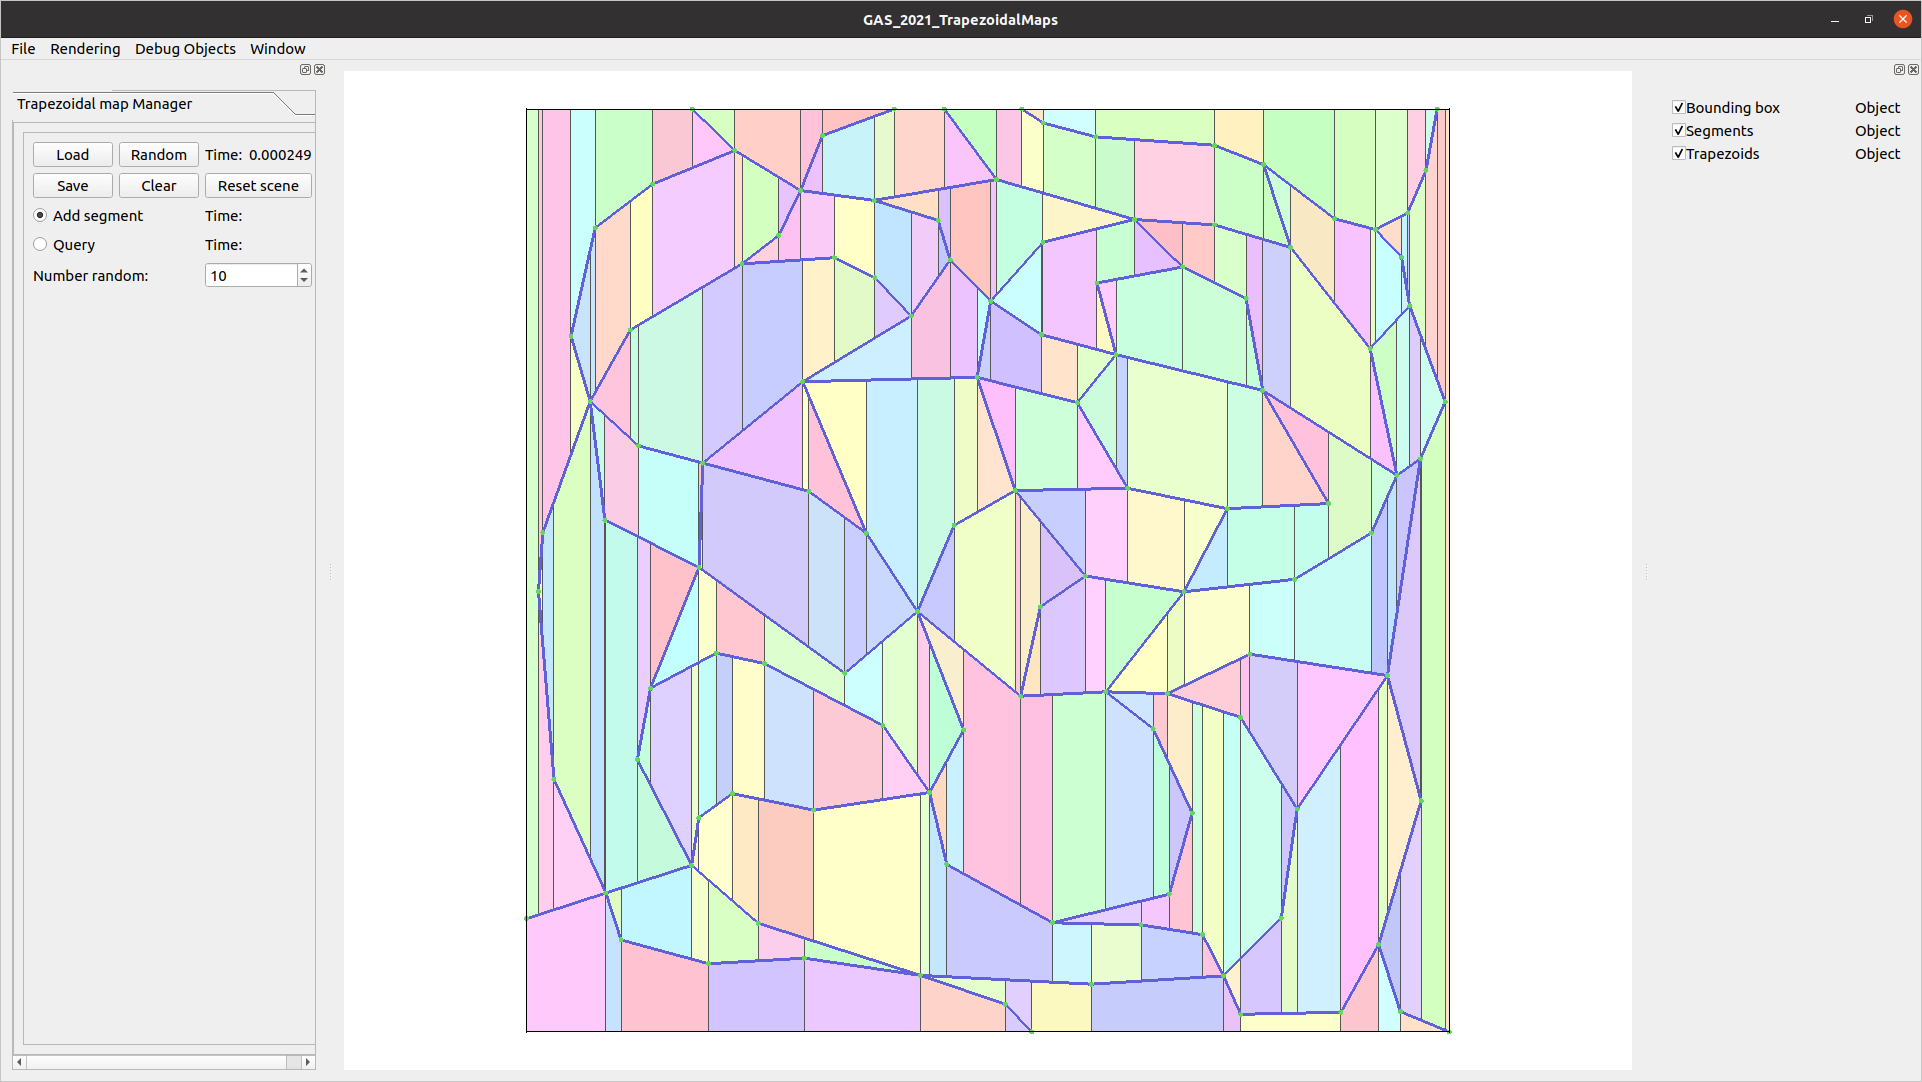 GAS_2021_TrapezoidalMaps
File Rendering Debug Objects Window
Trapezoidal map Manager
Load Random Time: 0.000249
Save Clear Reset scene
Add segment Time:
Query Time:
Number random: 10
Bounding box Object
Segments Object
Trapezoids Object